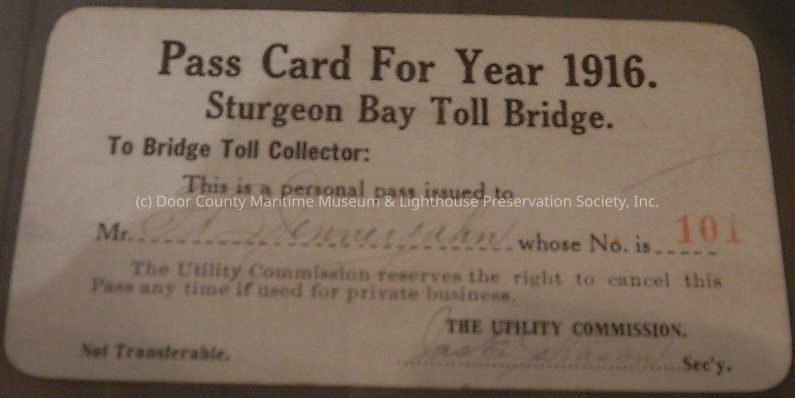 Pass Card For Year 1916.
Sturgeon Bay Toll Bridge.
To Bridge Toll Collector:
This is a personal pass issued to
(c) Door County Maritime Museum & Lighthouse Preservation Society, Inc.
Mr. Jennerjahn whose No. is 101
The Utility Commission reserves the right to cancel this
Pass any time if used for private business.
THE UTILITY COMMISSION.
Not Transferable. Johnson Sec'y.